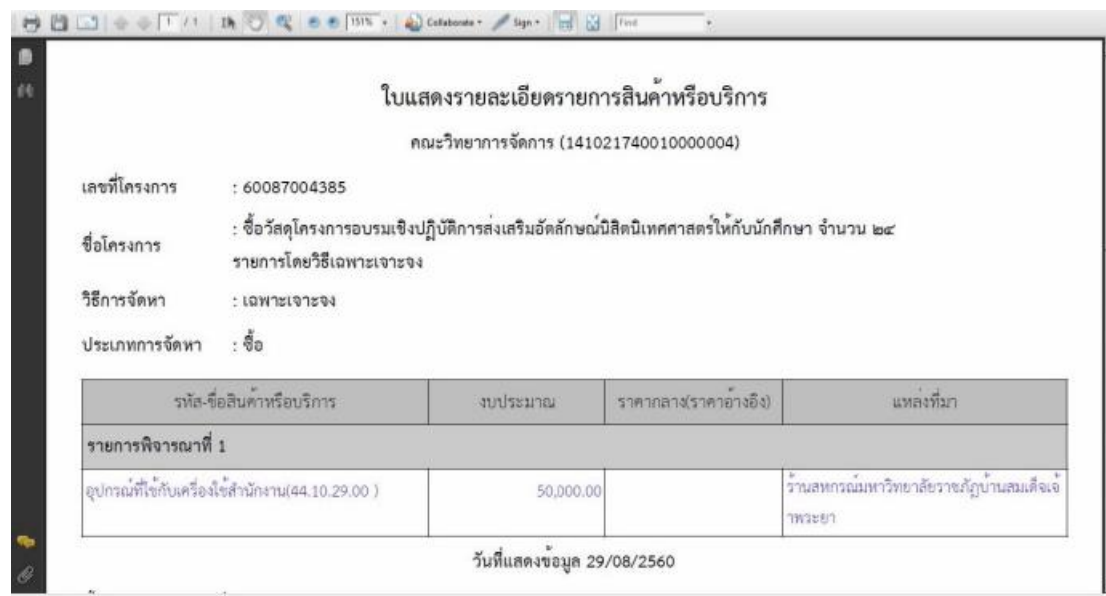 1 / 1 151% Collaborate Sign Find
ใบแสดงรายละเอียดรายการสินค้าหรือบริการ
คณะวิทยาการจัดการ (141021740010000004)
เลขที่โครงการ : 60087004385
ชื่อโครงการ : ซื้อวัสดุโครงการอบรมเชิงปฏิบัติการส่งเสริมอัตลักษณ์นิสิตนิเทศศาสตร์ให้กับนักศึกษา จำนวน ๒๔
รายการโดยวิธีเฉพาะเจาะจง
วิธีการจัดหา : เฉพาะเจาะจง
ประเภทการจัดหา : ซื้อ
รหัส-ชื่อสินค้าหรือบริการ งบประมาณ ราคากลาง(ราคาอ้างอิง) แหล่งที่มา
รายการพิจารณาที่ 1
อุปกรณ์ที่ใช้กับเครื่องใช้สำนักงาน(44.10.29.00 ) 50,000.00 ร้านสหกรณ์มหาวิทาลัยราชภัฏบ้านสมเด็จเจ้
าพระยา
วันที่แสดงข้อมูล 29/08/2560